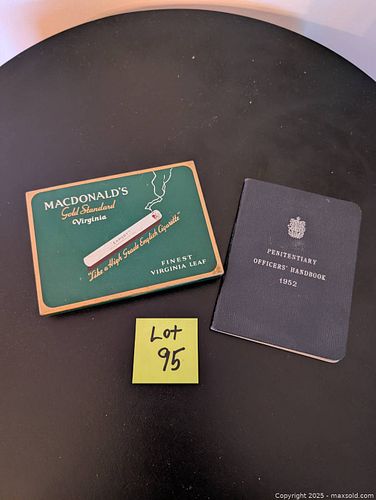 MACDONALD'S
Gold Standard
Virginia
"Like a High Grade English Cigarette"
FINEST
VIRGINIA LEAF
PENITENTIARY
OFFICERS' HANDBOOK
1952
Lot
95
Copyright 2025 - maxsold.com